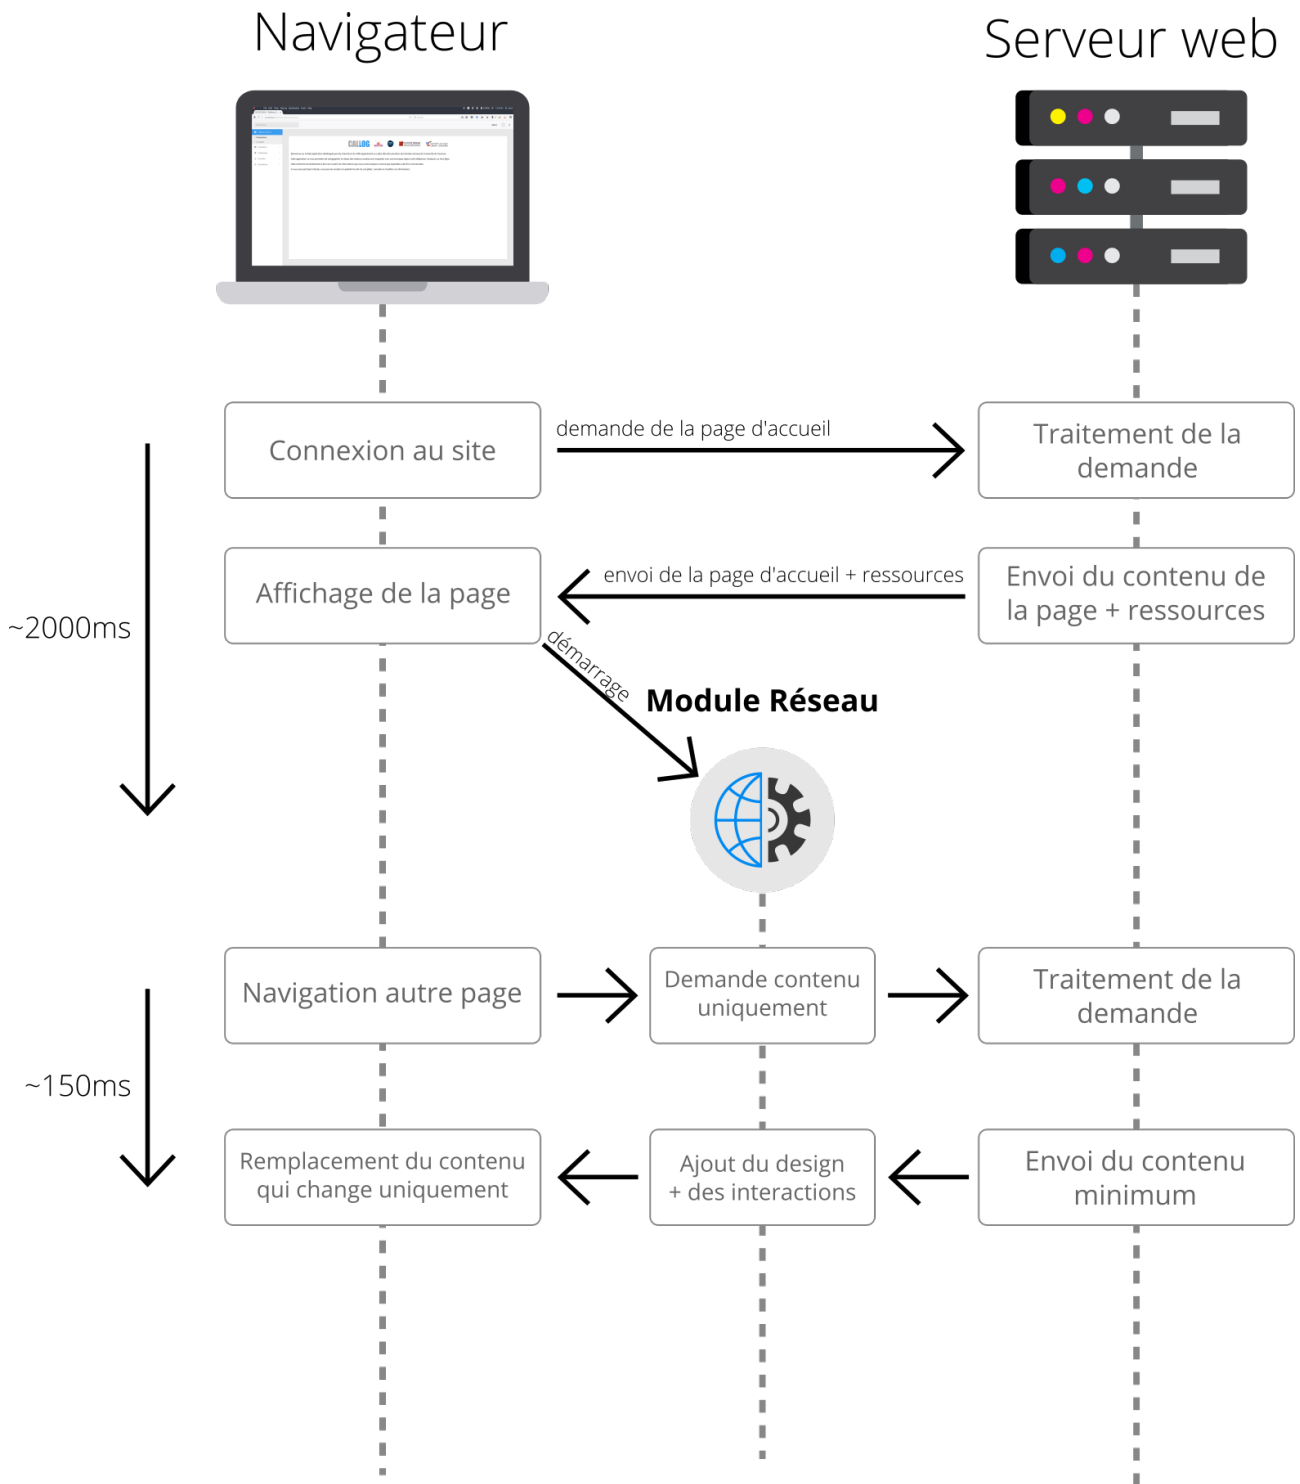 Navigateur
Serveur web
CALLOG
Connexion au site
demande de la page d'accueil
Traitement de la
demande
Affichage de la page
envoi de la page d'accueil + ressources
Envoi du contenu de
la page + ressources
~2000ms
démarrage
Module Réseau
Navigation autre page
Demande contenu
uniquement
Traitement de la
demande
~150ms
Remplacement du contenu
qui change uniquement
Ajout du design
+ des interactions
Envoi du contenu
minimum